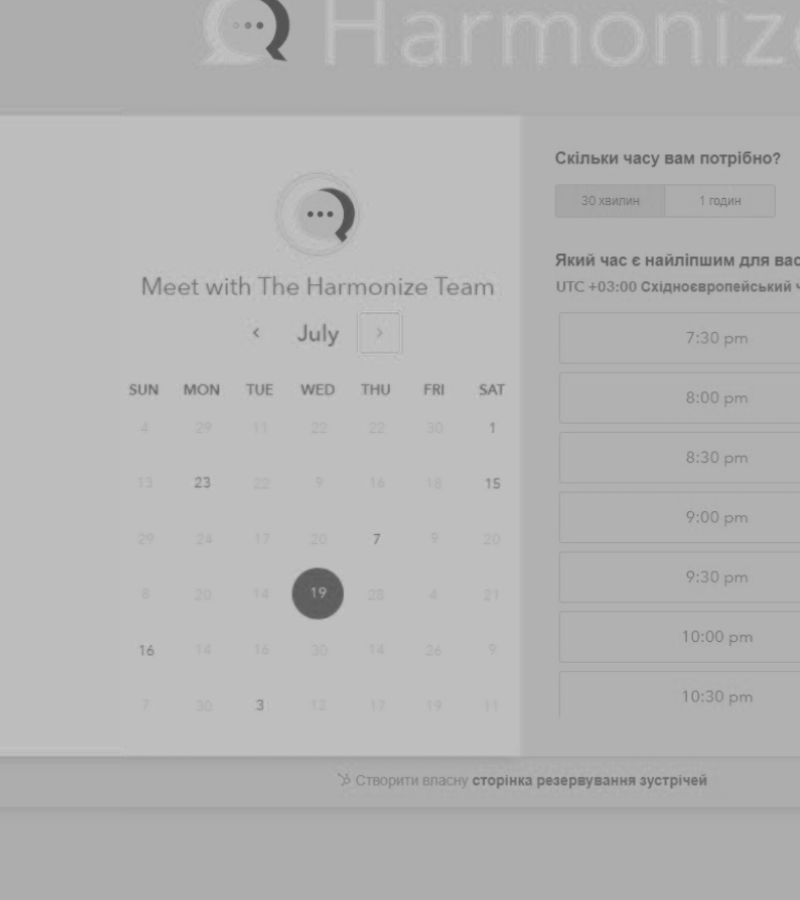 Harmonize
Meet with The Harmonize Team
‹ July ›
SUN MON TUE WED THU FRI SAT
4 29 11 22 22 30 1
13 23 22 9 16 18 15
29 24 17 20 7 9 20
8 20 14 19 28 4 21
16 14 16 30 14 26 9
7 30 3 12 17 19 11
Скільки часу вам потрібно?
30 хвилин 1 годин
Який час є найліпшим для вас
UTC +03:00 Східноєвропейський ч
7:30 pm
8:00 pm
8:30 pm
9:00 pm
9:30 pm
10:00 pm
10:30 pm
Створити власну сторінка резервування зустрічей